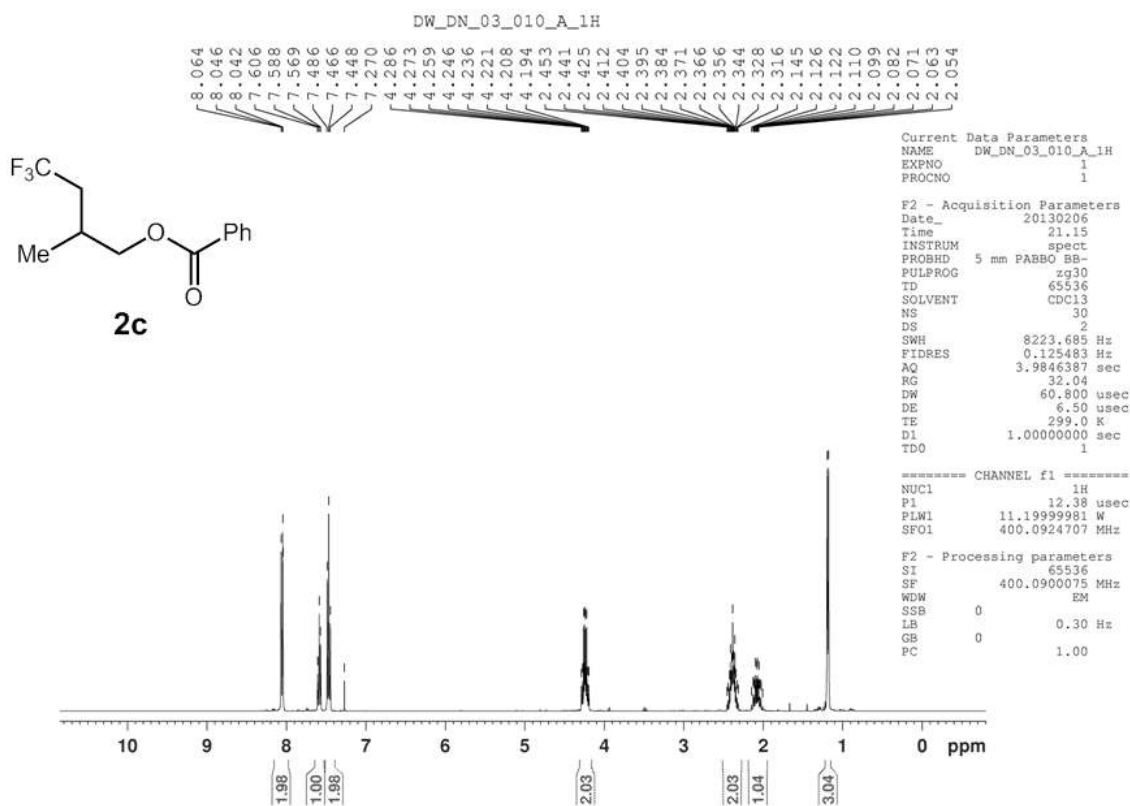 DW_DN_03_010_A_1H
8.064
8.046
8.042
7.606
7.588
7.569
7.486
7.466
7.448
7.270
4.286
4.273
4.259
4.246
4.236
4.221
4.208
4.194
2.453
2.441
2.425
2.412
2.404
2.395
2.384
2.371
2.366
2.356
2.344
2.328
2.316
2.145
2.126
2.122
2.110
2.099
2.082
2.071
2.063
2.054
F3C
Me
O
O
Ph
2c
Current Data Parameters
NAME DW_DN_03_010_A_1H
EXPNO 1
PROCNO 1
F2 - Acquisition Parameters
Date_ 20130206
Time 21.15
INSTRUM spect
PROBHD 5 mm PABBO BB-
PULPROG zg30
TD 65536
SOLVENT CDCl3
NS 30
DS 2
SWH 8223.685 Hz
FIDRES 0.125483 Hz
AQ 3.9846387 sec
RG 32.04
DW 60.800 usec
DE 6.50 usec
TE 299.0 K
D1 1.00000000 sec
TD0 1
======== CHANNEL f1 ========
NUC1 1H
P1 12.38 usec
PLW1 11.19999981 W
SFO1 400.0924707 MHz
F2 - Processing parameters
SI 65536
SF 400.0900075 MHz
WDW EM
SSB 0
LB 0.30 Hz
GB 0
PC 1.00
10 9 8 7 6 5 4 3 2 1 0 ppm
1.98 1.00 1.98 2.03 2.03 1.04 3.04